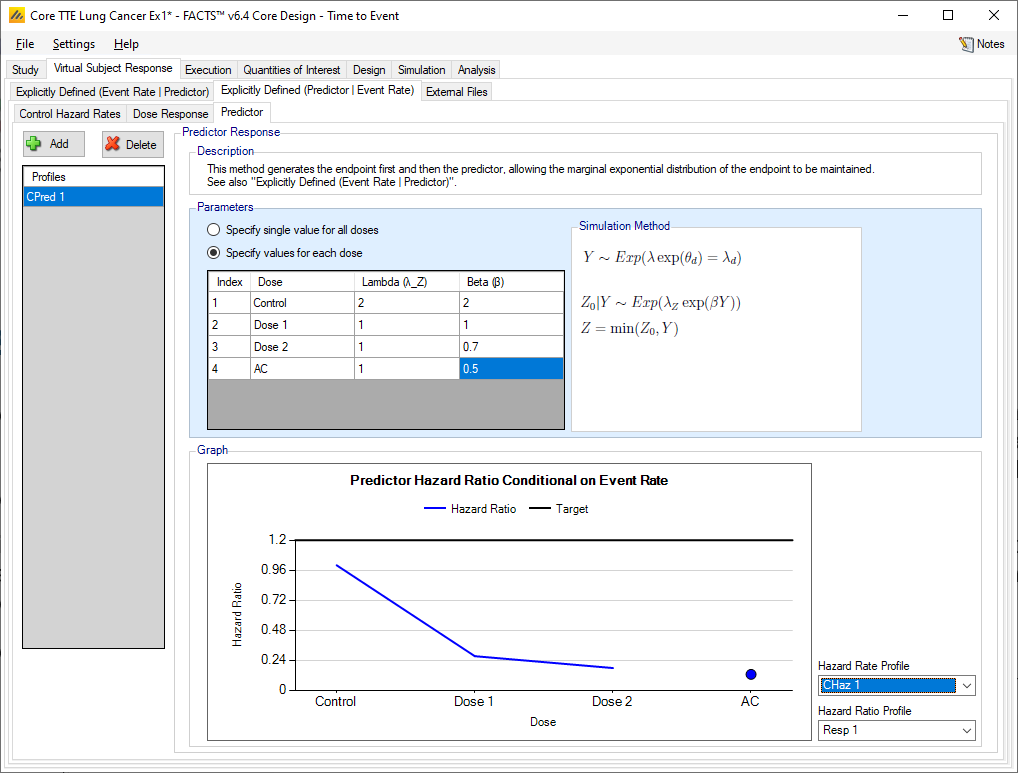 Core TTE Lung Cancer Ex1* - FACTS™ v6.4 Core Design - Time to Event
File Settings Help Notes
Study Virtual Subject Response Execution Quantities of Interest Design Simulation Analysis
Explicitly Defined (Event Rate | Predictor) Explicitly Defined (Predictor | Event Rate) External Files
Control Hazard Rates Dose Response Predictor
Add Delete
Profiles
CPred 1
Predictor Response
Description
This method generates the endpoint first and then the predictor, allowing the marginal exponential distribution of the endpoint to be maintained.
See also "Explicitly Defined (Event Rate | Predictor)".
Parameters
Specify single value for all doses
Specify values for each dose
Index Dose Lambda (λ_Z) Beta (β)
1 Control 2 2
2 Dose 1 1 1
3 Dose 2 1 0.7
4 AC 1 0.5
Simulation Method
Y ~ Exp(λ exp(θ_d) = λ_d)
Z_0|Y ~ Exp(λ_Z exp(βY))
Z = min(Z_0, Y)
Graph
Predictor Hazard Ratio Conditional on Event Rate
Hazard Ratio Target
1.2
0.96
0.72
0.48
0.24
0
Hazard Ratio
Control Dose 1 Dose 2 AC
Dose
Hazard Rate Profile
CHaz 1
Hazard Ratio Profile
Resp 1